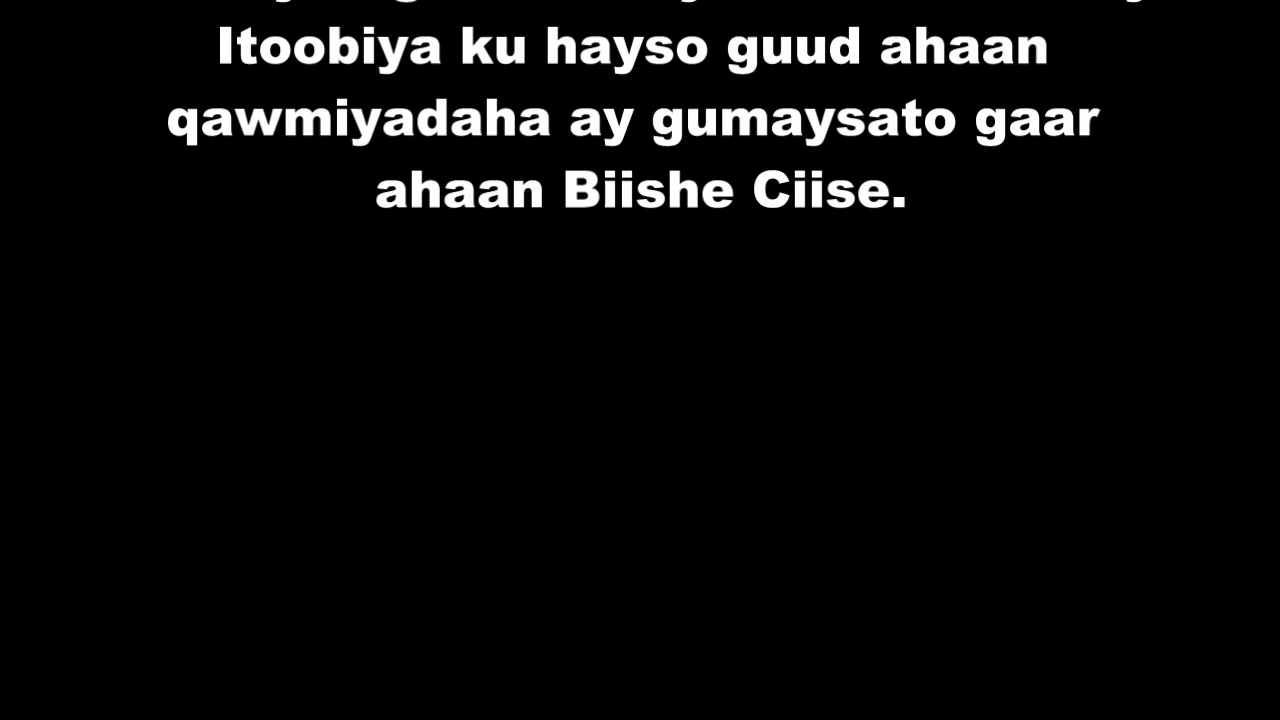 Itoobiya ku hayso guud ahaan
qawmiyadaha ay gumaysato gaar
ahaan Biishe Ciise.